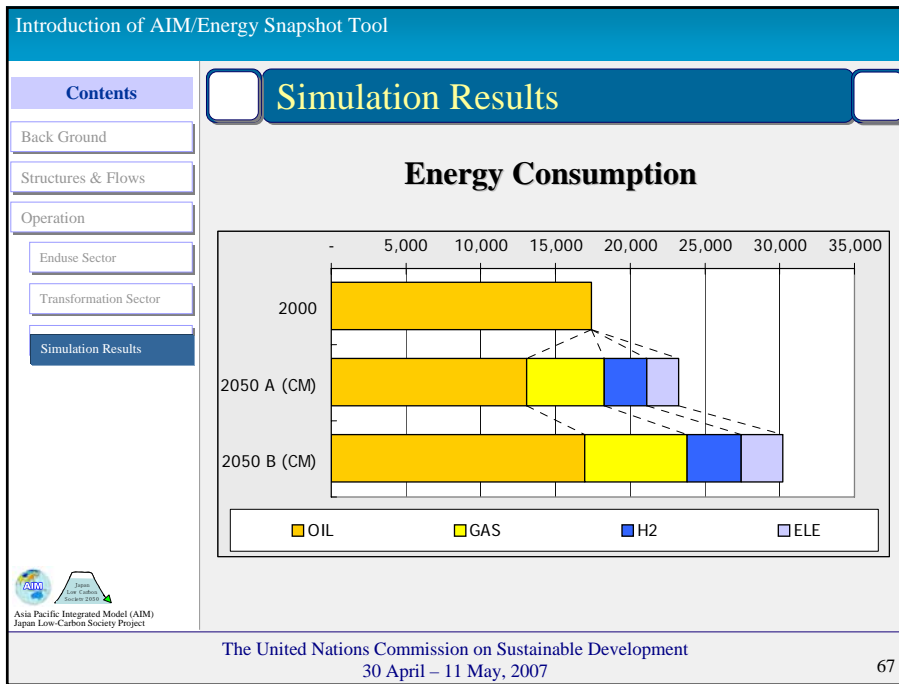 Introduction of AIM/Energy Snapshot Tool
Contents
Back Ground
Structures & Flows
Operation
Enduse Sector
Transformation Sector
Simulation Results
Simulation Results
Energy Consumption
- 5,000 10,000 15,000 20,000 25,000 30,000 35,000
2000
2050 A (CM)
2050 B (CM)
OIL GAS H2 ELE
AIM
Japan
Low Carbon
Society 2050
Asia Pacific Integrated Model (AIM)
Japan Low-Carbon Society Project
The United Nations Commission on Sustainable Development
30 April – 11 May, 2007
67